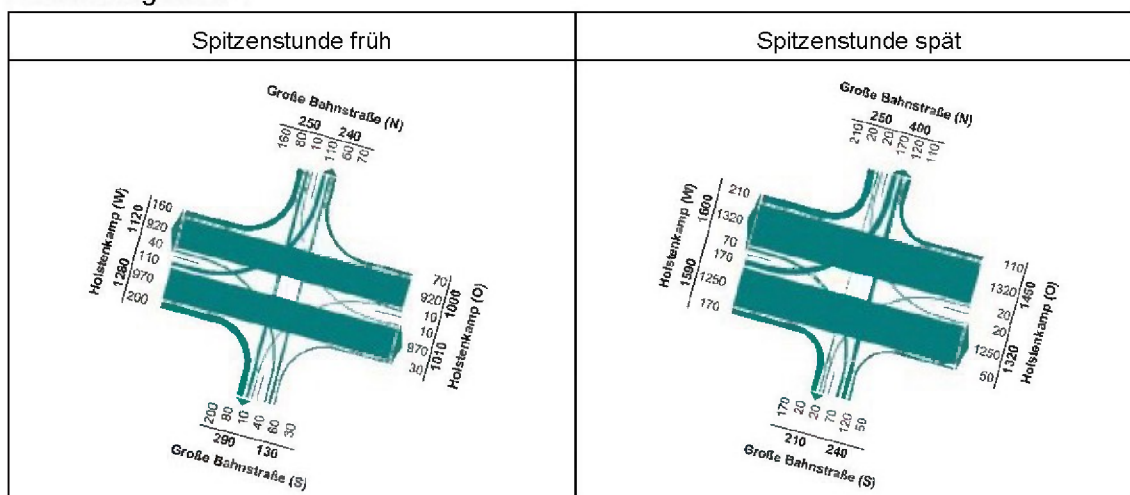 Spitzenstunde früh
Spitzenstunde spät
Große Bahnstraße (N)
250 240
160 80 10 110 60 70
Holstenkamp (W)
1120
1280
160
920
40
110
970
200
70
920
10
10
970
30
1000
1010
Holstenkamp (O)
200 80 10 40 60 30
290 130
Große Bahnstraße (S)
Große Bahnstraße (N)
250 400
210 20 20 170 120 110
Holstenkamp (W)
1600
1590
210
1320
70
170
1250
170
110
1320
20
20
1250
50
1460
1320
Holstenkamp (O)
170 20 20 70 120 50
210 240
Große Bahnstraße (S)